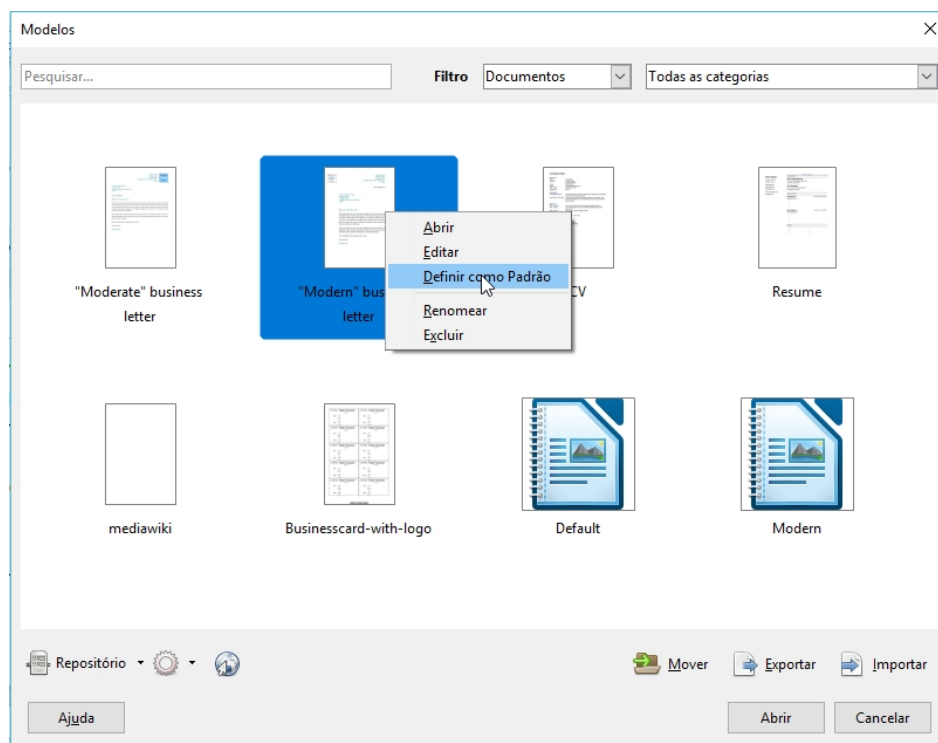 Modelos
Pesquisar...
Filtro
Documentos
Todas as categorias
Abrir
Editar
Definir como Padrão
Renomear
Excluir
"Moderate" business
letter
"Modern" bus
letter
CV
Resume
mediawiki
Businesscard-with-logo
Default
Modern
Repositório
Mover
Exportar
Importar
Ajuda
Abrir
Cancelar